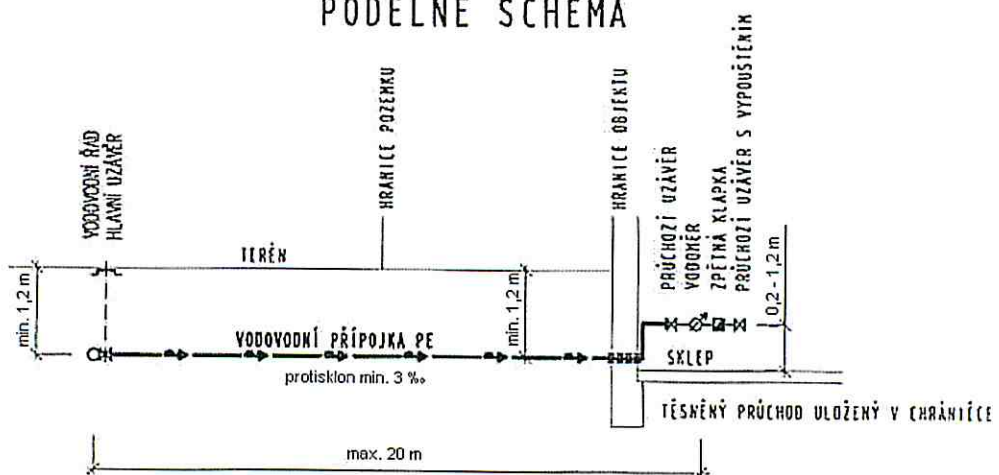 PODÉLNÉ SCHÉMA
VODOVODNÍ ŘAD
HLAVNÍ UZÁVĚR
HRANICE POZEMKU
HRANICE OBJEKTU
PRŮCHOZÍ UZÁVĚR
VODOMĚR
ZPĚTNÁ KLAPKA
PRŮCHOZÍ UZÁVĚR S VYPOUŠTĚNÍM
TERÉN
min. 1,2 m
min. 1,2 m
0,2 - 1,2 m
VODOVODNÍ PŘÍPOJKA PE
protisklon min. 3 ‰
SKLEP
TĚSNĚNÝ PRŮCHOD ULOŽENÝ V CHRÁNIČCE
max. 20 m